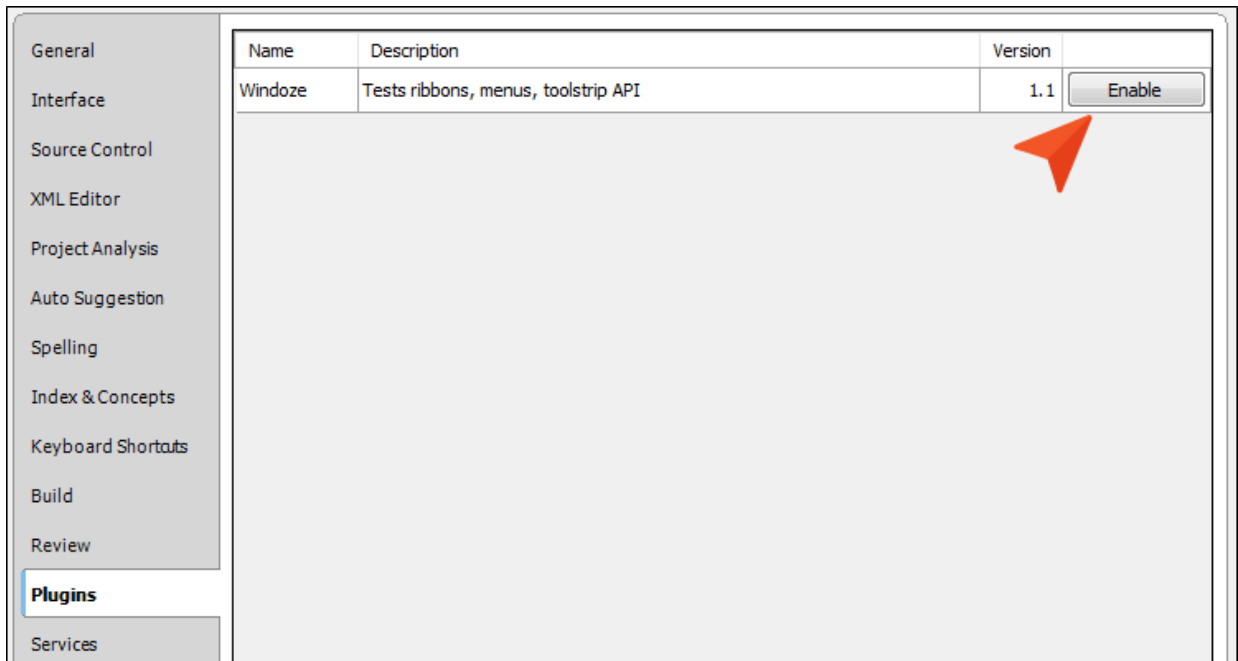 General
Interface
Source Control
XML Editor
Project Analysis
Auto Suggestion
Spelling
Index & Concepts
Keyboard Shortcuts
Build
Review
Plugins
Services
Name Description Version
Windoze Tests ribbons, menus, toolstrip API 1.1 Enable